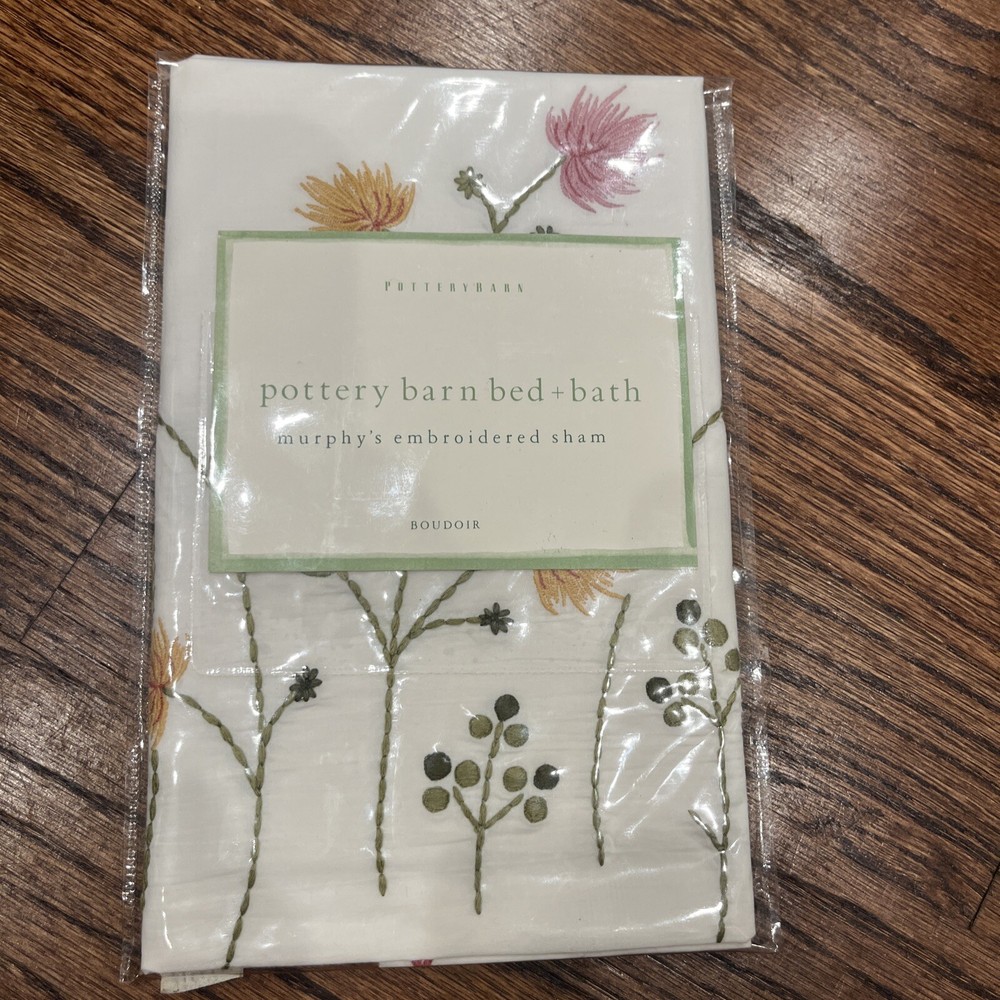 POTTERYBARN
pottery barn bed+bath
murphy's embroidered sham
BOUDOIR